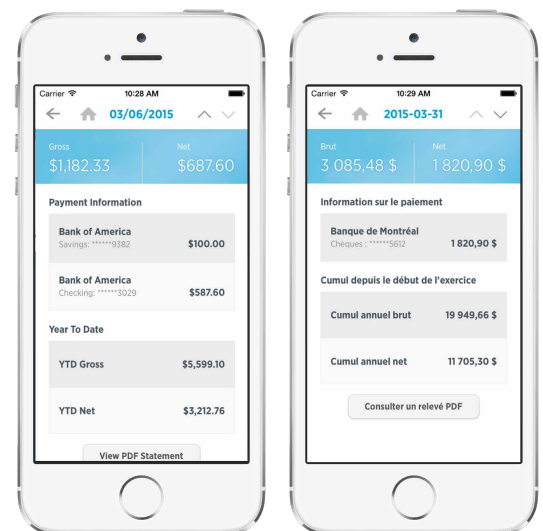 Carrier 10:28 AM
03/06/2015
Gross Net
$1,182.33 $687.60
Payment Information
Bank of America
Savings: ******9382 $100.00
Bank of America
Checking: ******3029 $587.60
Year To Date
YTD Gross $5,599.10
YTD Net $3,212.76
View PDF Statement
Carrier 10:29 AM
2015-03-31
Brut Net
3 085,48 $ 1 820,90 $
Information sur le paiement
Banque de Montréal
Chèques : ******5612 1 820,90 $
Cumul depuis le début de l'exercice
Cumul annuel brut 19 949,66 $
Cumul annuel net 11 705,30 $
Consulter un relevé PDF